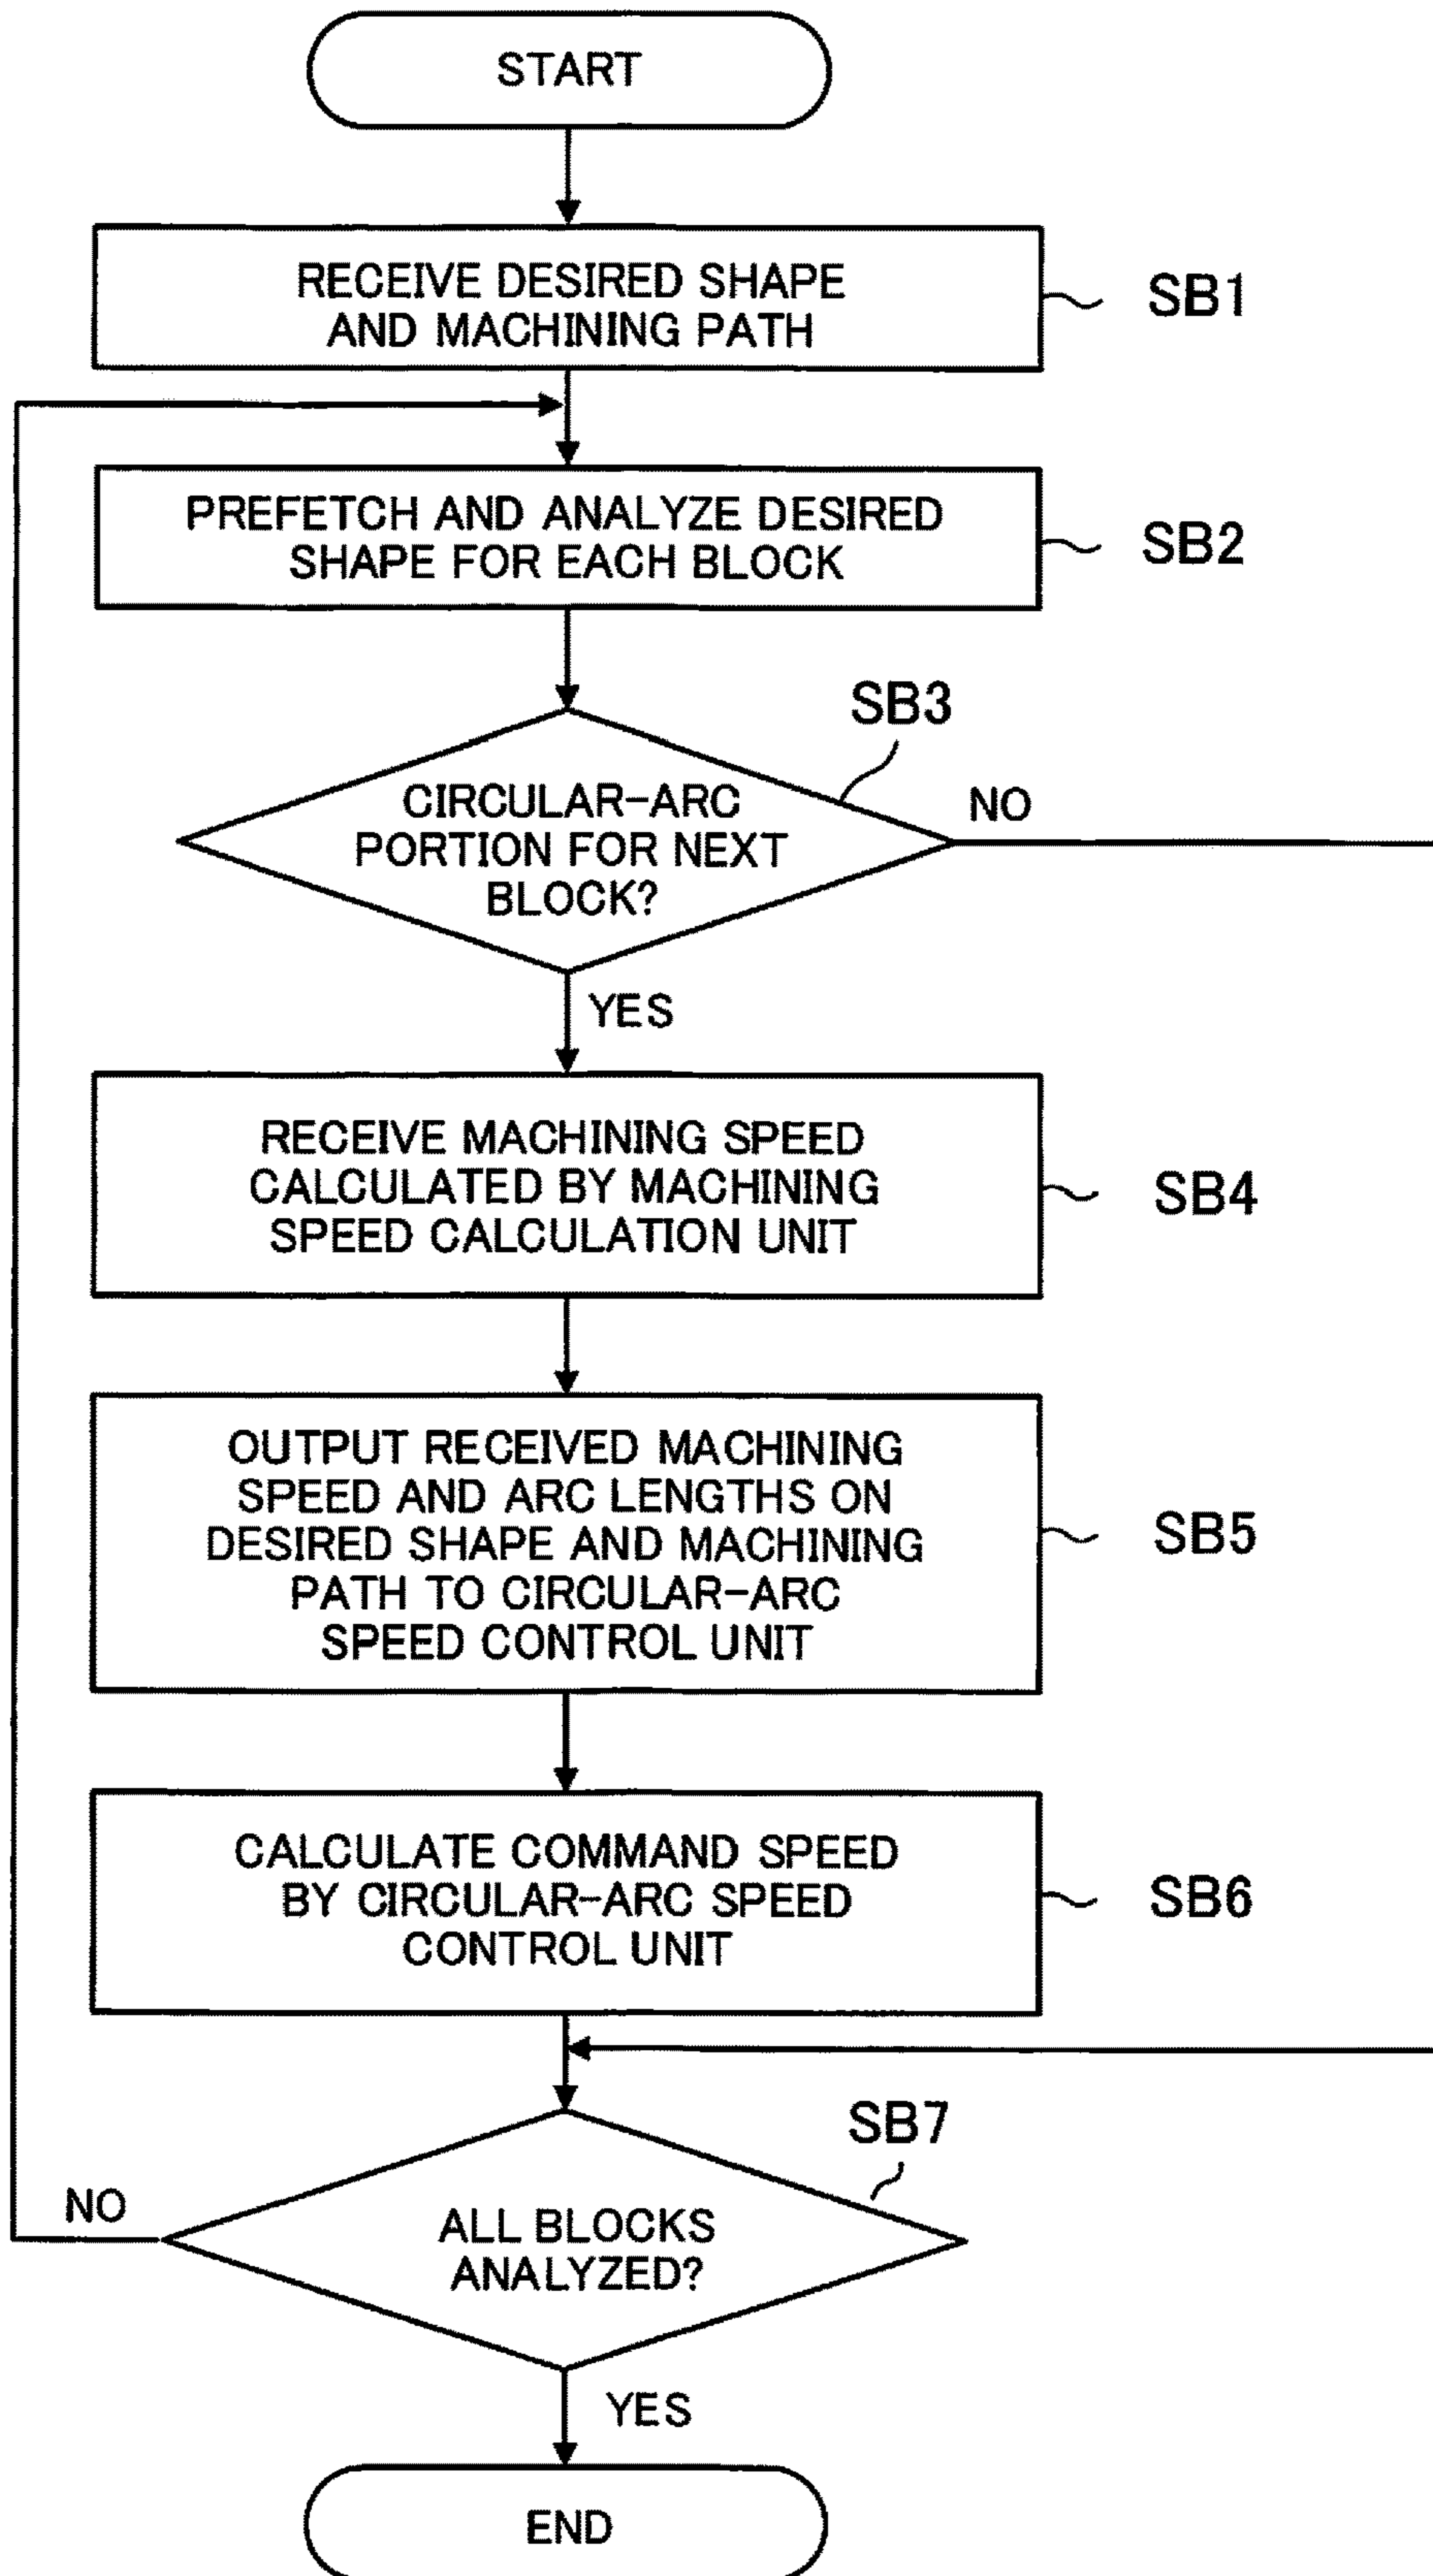 START
RECEIVE DESIRED SHAPE
AND MACHINING PATH
SB1
PREFETCH AND ANALYZE DESIRED
SHAPE FOR EACH BLOCK
SB2
SB3
CIRCULAR-ARC
PORTION FOR NEXT
BLOCK?
NO
YES
RECEIVE MACHINING SPEED
CALCULATED BY MACHINING
SPEED CALCULATION UNIT
SB4
OUTPUT RECEIVED MACHINING
SPEED AND ARC LENGTHS ON
DESIRED SHAPE AND MACHINING
PATH TO CIRCULAR-ARC
SPEED CONTROL UNIT
SB5
CALCULATE COMMAND SPEED
BY CIRCULAR-ARC SPEED
CONTROL UNIT
SB6
SB7
NO
ALL BLOCKS
ANALYZED?
YES
END